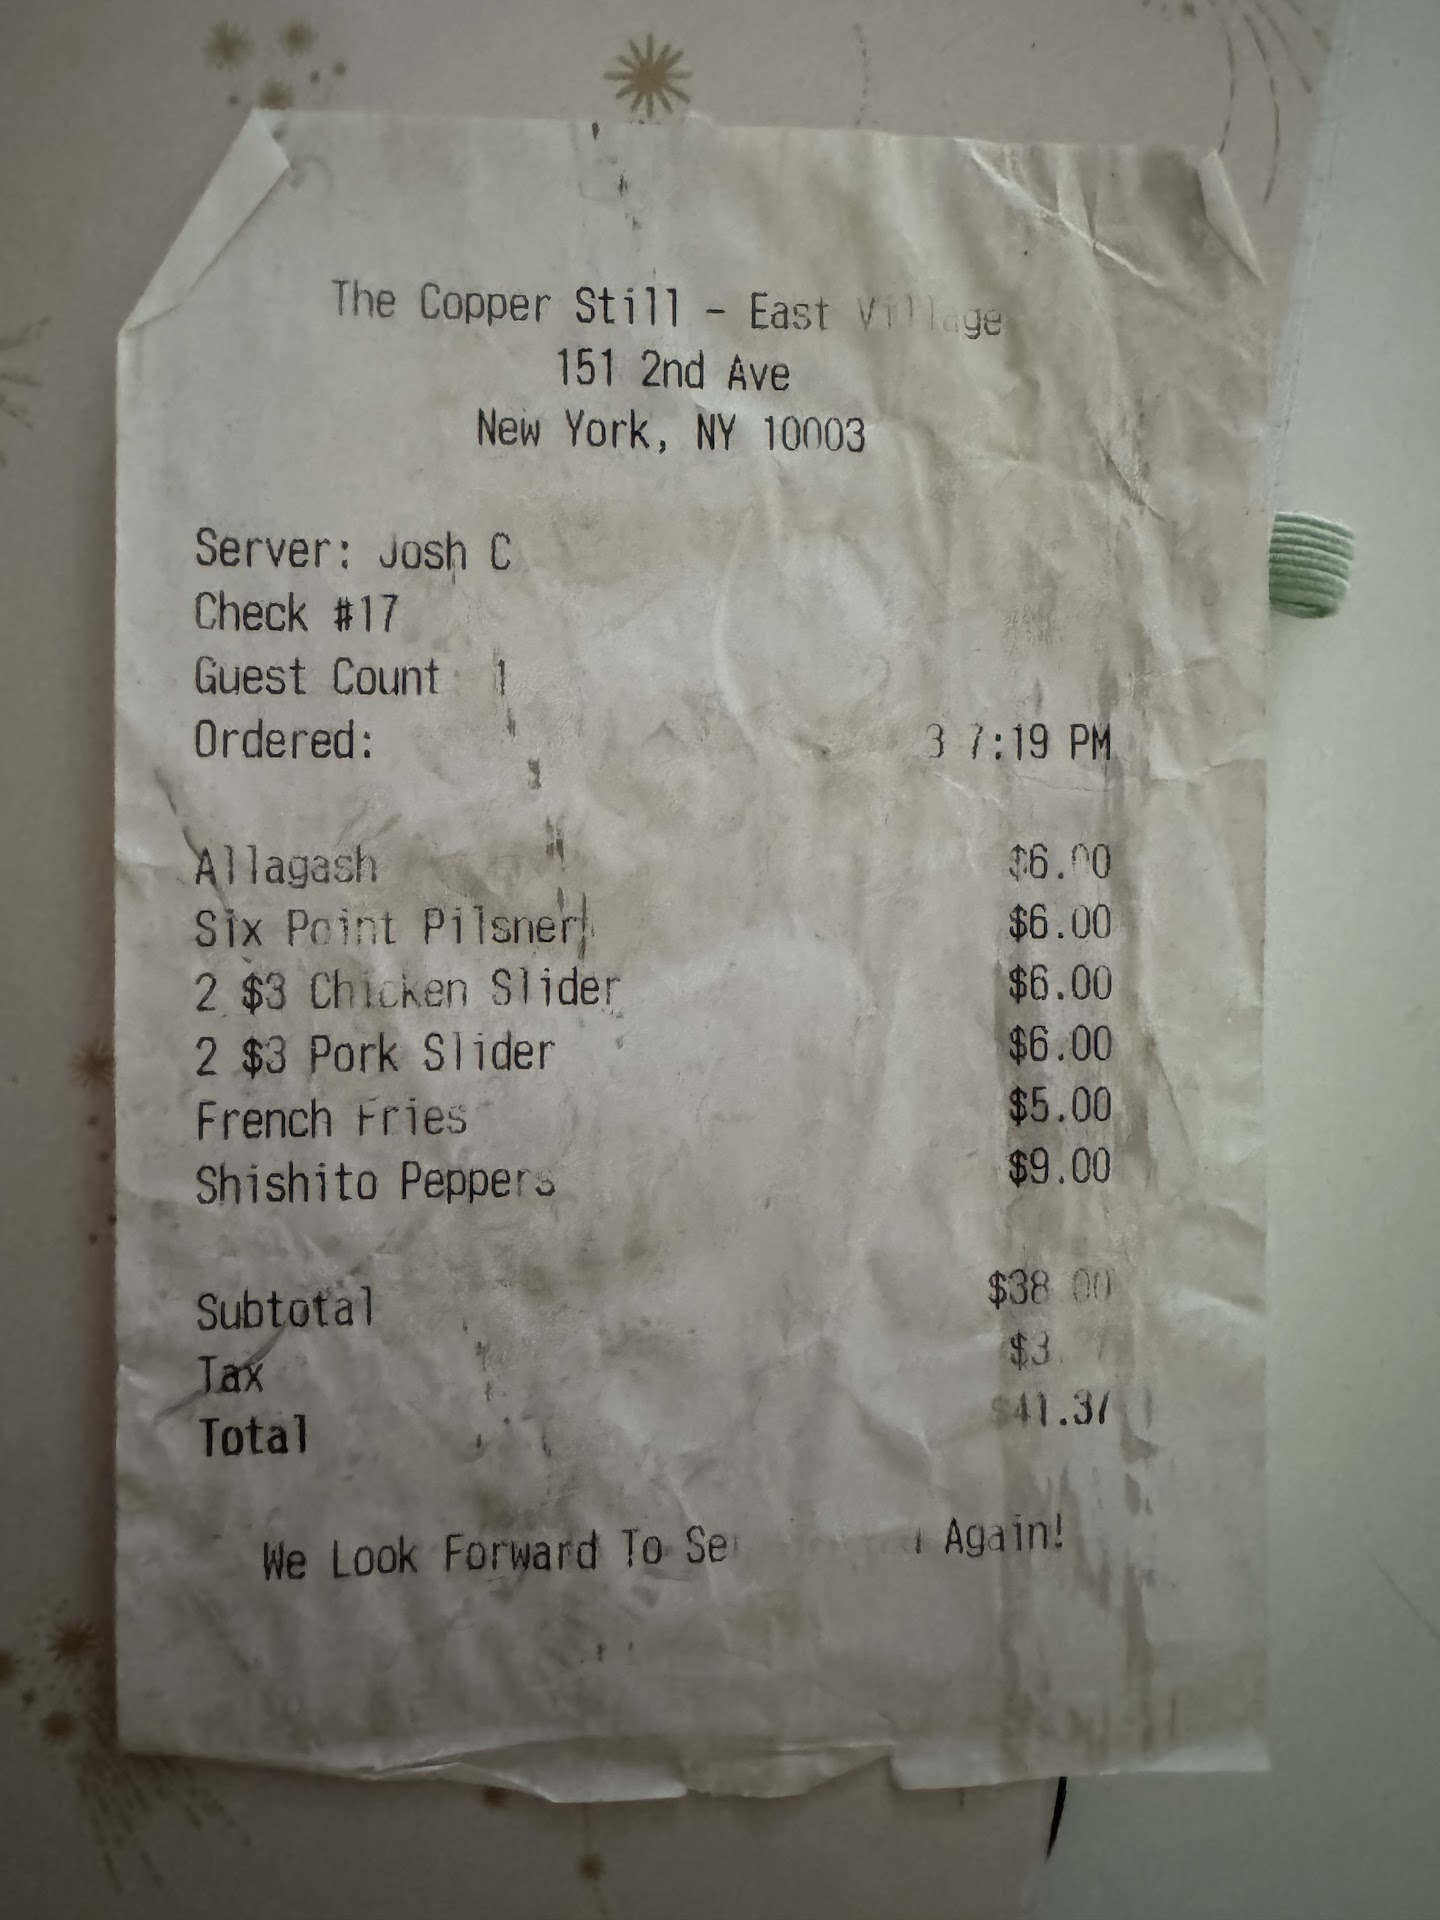 The Copper Still - East Village
151 2nd Ave
New York, NY 10003
Server: Josh C
Check #17
Guest Count 1
Ordered: 7:19 PM
Allagash $6.00
Six Point Pilsner $6.00
2 $3 Chicken Slider $6.00
2 $3 Pork Slider $6.00
French Fries $5.00
Shishito Peppers $9.00
Subtotal $38.00
Tax
Total $41.37
We Look Forward To Again!